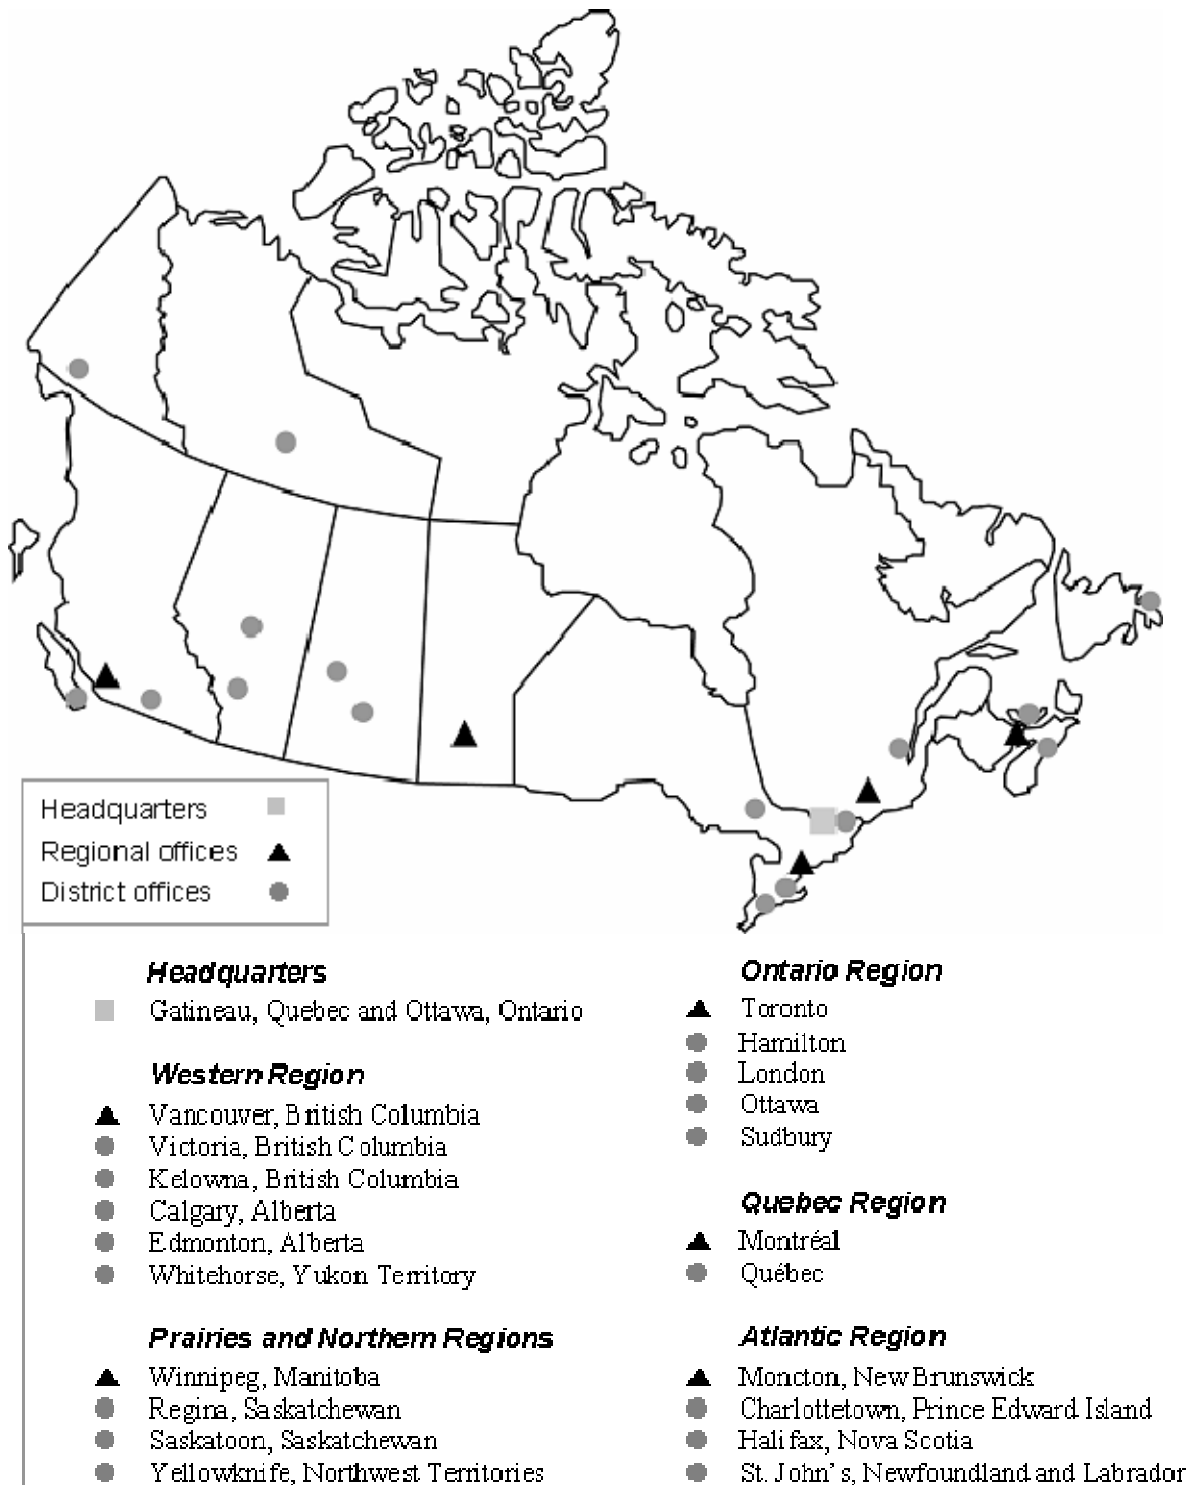 Headquarters
Regional offices
District offices
Headquarters
Gatineau, Quebec and Ottawa, Ontario
Western Region
Vancouver, British Columbia
Victoria, British Columbia
Kelowna, British Columbia
Calgary, Alberta
Edmonton, Alberta
Whitehorse, Yukon Territory
Prairies and Northern Regions
Winnipeg, Manitoba
Regina, Saskatchewan
Saskatoon, Saskatchewan
Yellowknife, Northwest Territories
Ontario Region
Toronto
Hamilton
London
Ottawa
Sudbury
Quebec Region
Montréal
Québec
Atlantic Region
Moncton, New Brunswick
Charlottetown, Prince Edward Island
Halifax, Nova Scotia
St. John's, Newfoundland and Labrador